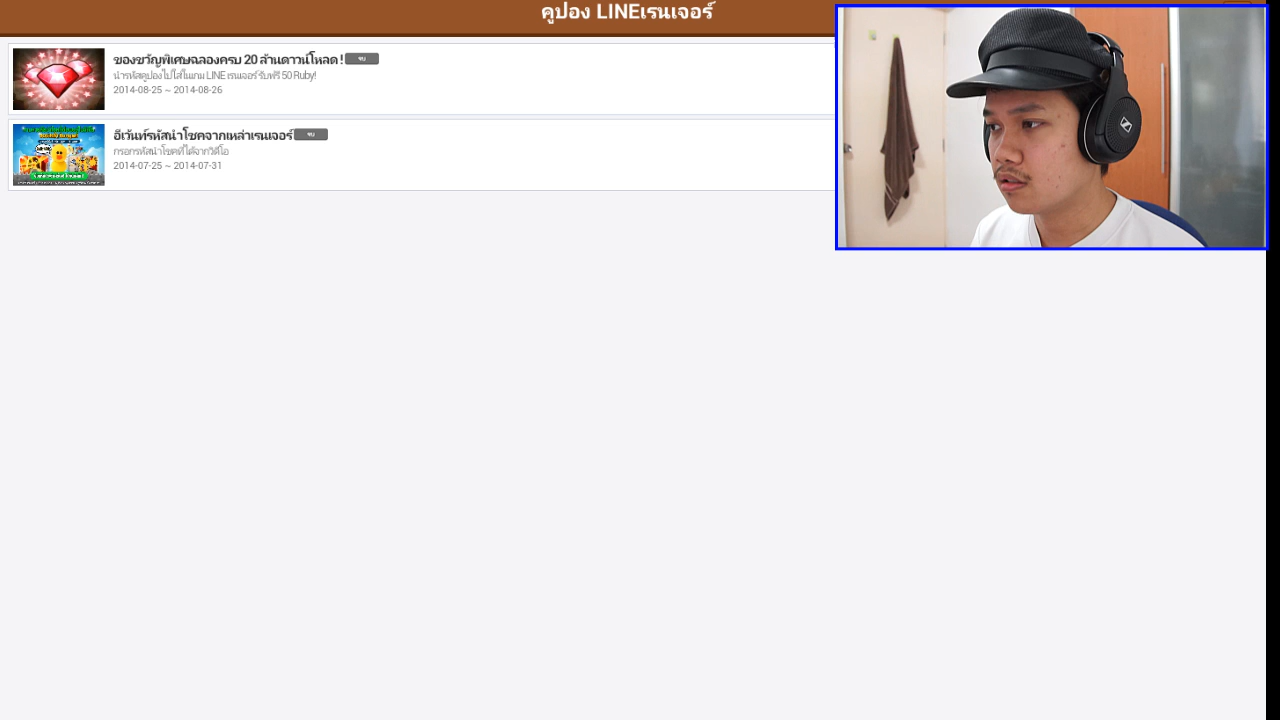 คูปอง LINEเรนเจอร์
ของขวัญพิเศษฉลองครบ 20 ล้านดาวน์โหลด! จบ
นำรหัสคูปองไปใส่ในเกม LINE เรนเจอร์ รับฟรี 50 Ruby!
2014-08-25 ~ 2014-08-26
อีเว้นท์รหัสนำโชคจากเหล่าเรนเจอร์ จบ
กรอกรหัสนำโชคที่ได้จากวิดีโอ
2014-07-25 ~ 2014-07-31